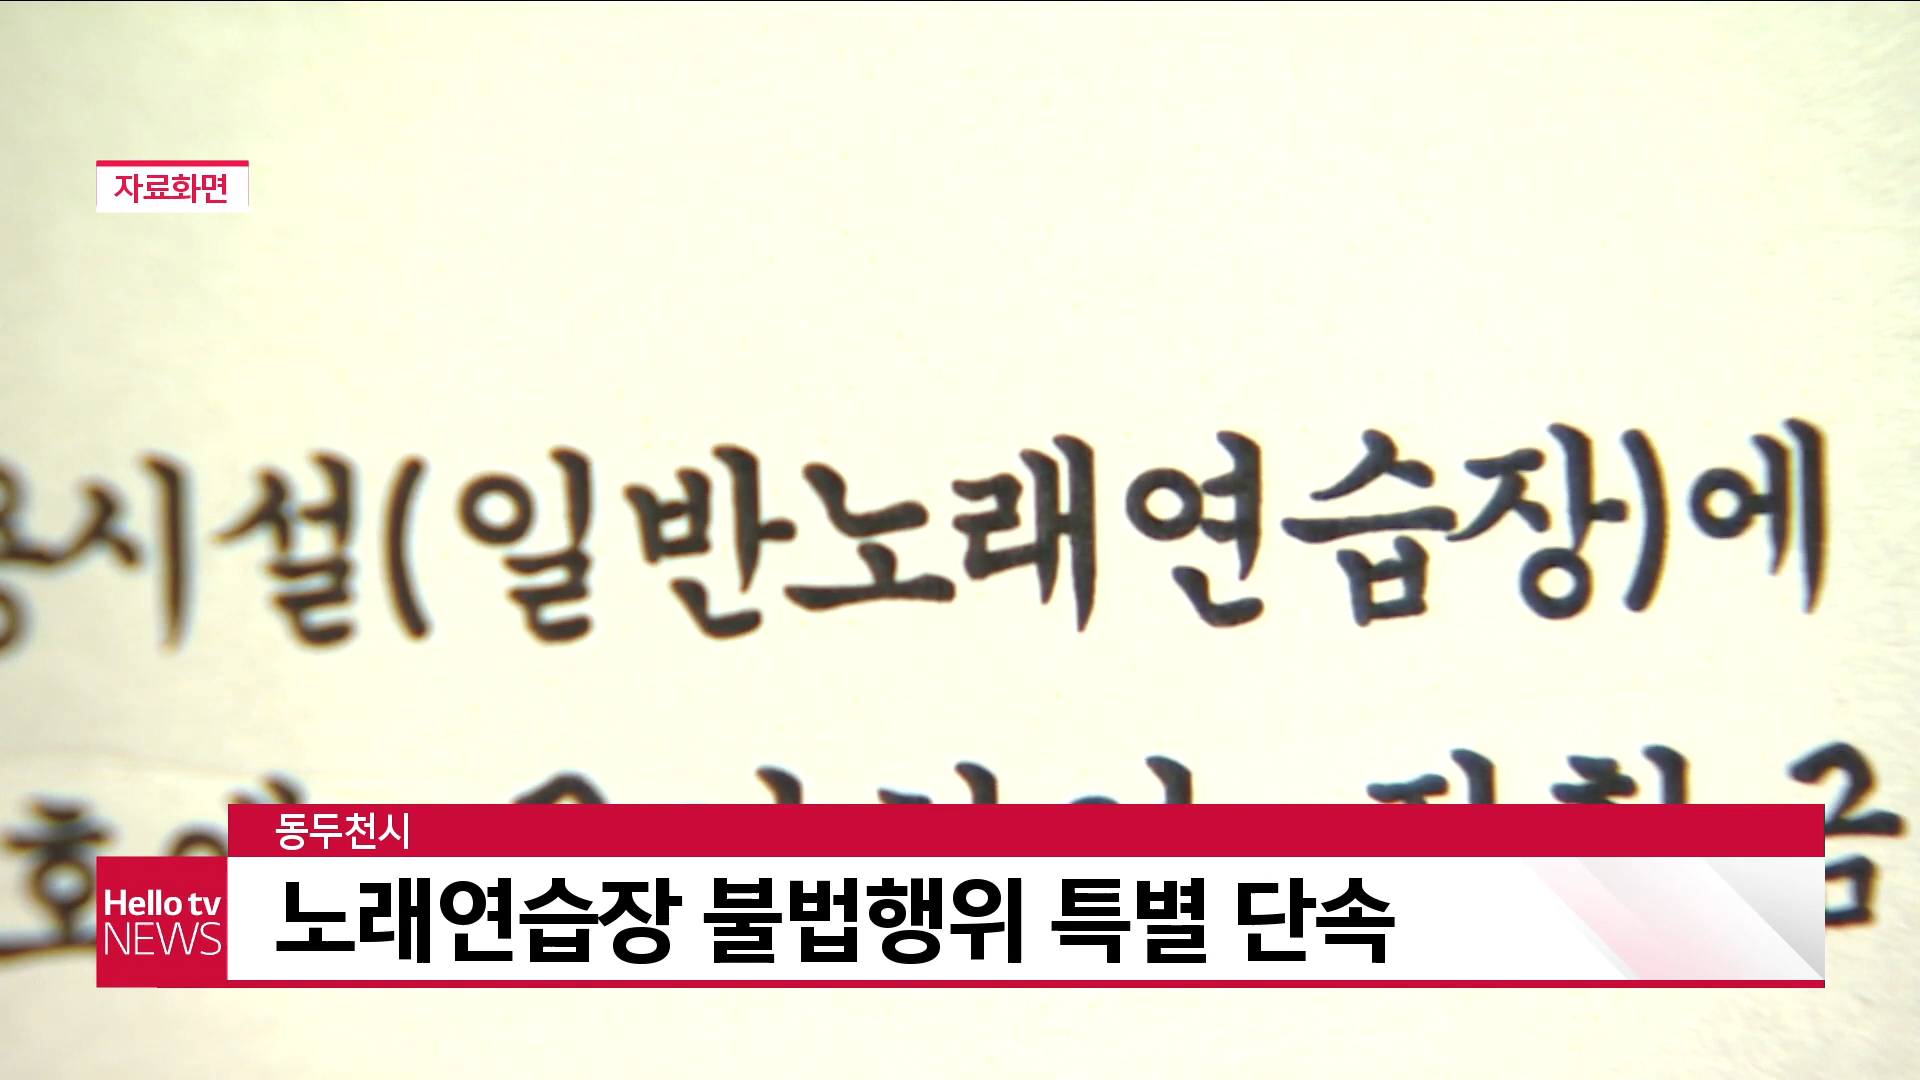 자료화면
시설(일반노래연습장)에
동두천시
Hello tv
NEWS
노래연습장 불법행위 특별 단속